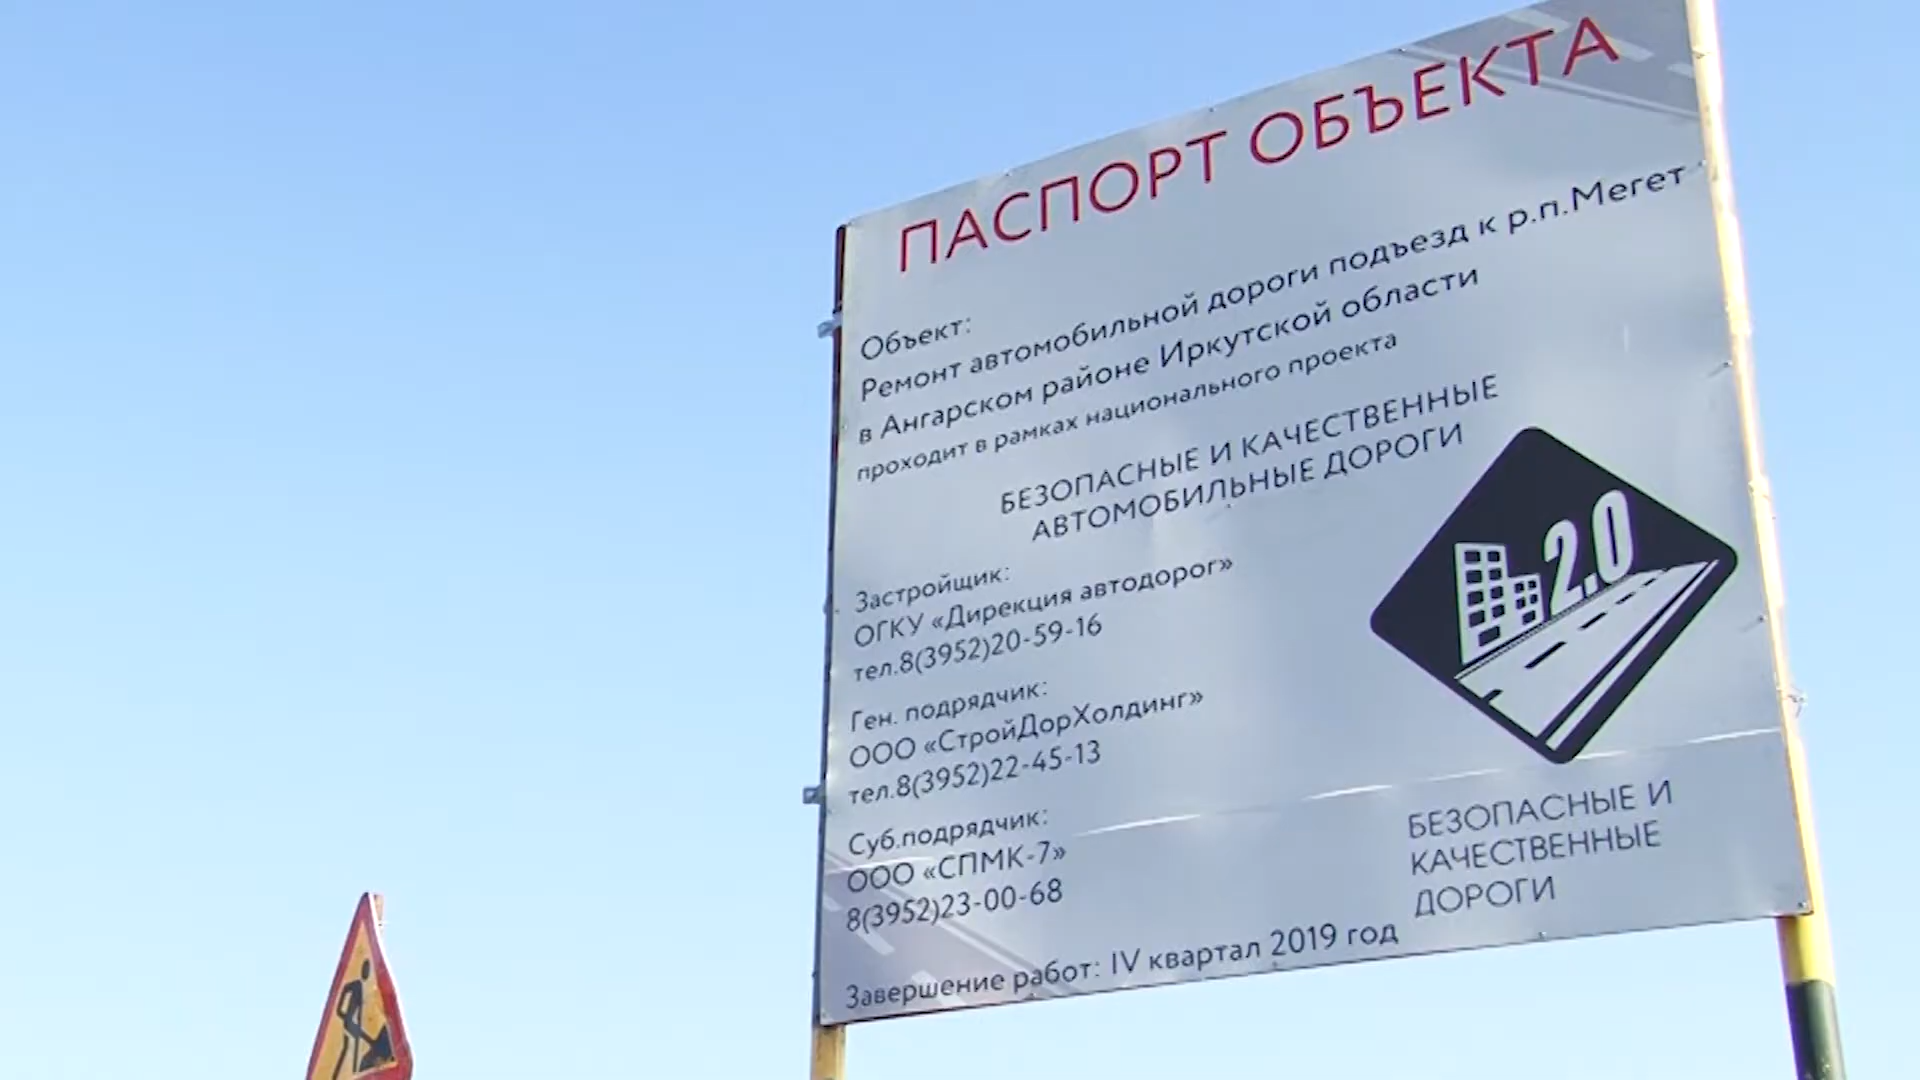 ПАСПОРТ ОБЪЕКТА
Объект:
Ремонт автомобильной дороги подъезд к р.п.Мегет
в Ангарском районе Иркутской области
проходит в рамках национального проекта
БЕЗОПАСНЫЕ И КАЧЕСТВЕННЫЕ
АВТОМОБИЛЬНЫЕ ДОРОГИ
Застройщик:
ОГКУ «Дирекция автодорог»
тел.8(3952)20-59-16
Ген. подрядчик:
ООО «СтройДорХолдинг»
тел.8(3952)22-45-13
Суб.подрядчик:
ООО «СПМК-7»
8(3952)23-00-68
Завершение работ: IV квартал 2019 год
2.0
БЕЗОПАСНЫЕ И
КАЧЕСТВЕННЫЕ
ДОРОГИ